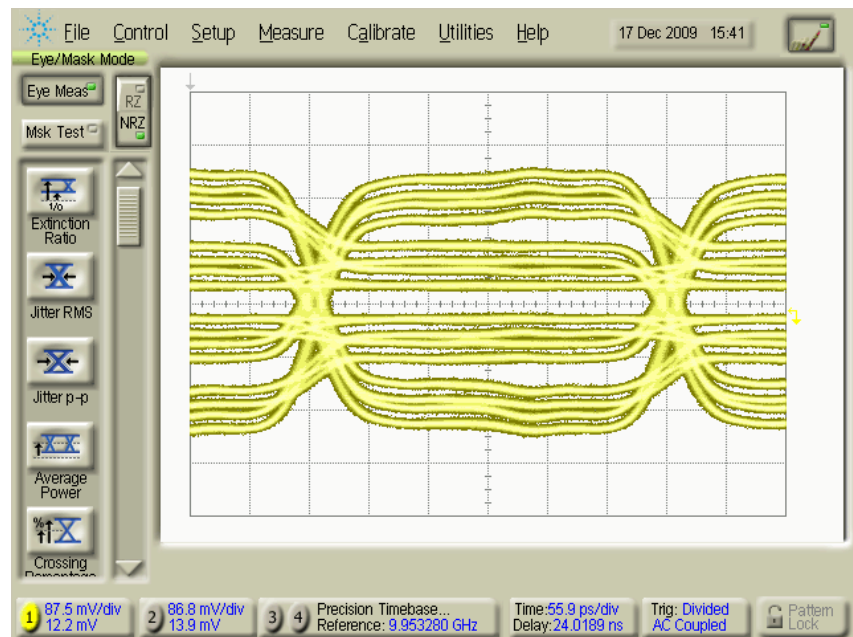 File Control Setup Measure Calibrate Utilities Help 17 Dec 2009 15:41
Eye/Mask Mode
Eye Meas
RZ
NRZ
Msk Test
1/0
Extinction
Ratio
Jitter RMS
Jitter p-p
Average
Power
%
Crossing
1 87.5 mV/div
12.2 mV
2 86.8 mV/div
13.9 mV
3 4 Precision Timebase...
Reference: 9.953280 GHz
Time:55.9 ps/div
Delay:24.0189 ns
Trig: Divided
AC Coupled
Pattern
Lock